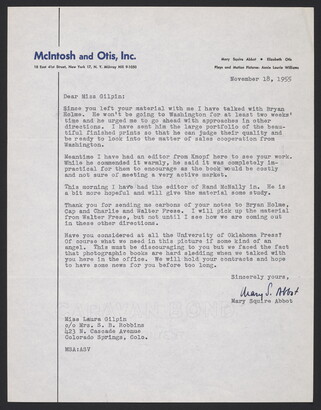 McIntosh and Otis, Inc.
18 East 41st Street, New York 17, N. Y. MUrray Hill 9-1050
Mary Squire Abbot • Elizabeth Otis
Plays and Motion Pictures: Annie Laurie Williams
November 18, 1955
Dear Miss Gilpin:
Since you left your material with me I have talked with Bryan
Holme. He won't be going to Washington for at least two weeks'
time and he urged me to go ahead with approaches in other
directions. I have sent him the large portfolio of the beau-
tiful finished prints so that he can judge their quality and
be ready to look into the matter of sales cooperation from
Washington.
Meantime I have had an editor from Knopf here to see your work.
While he commended it warmly, he said it was completely im-
practical for them to encourage as the book would be costly
and not sure of meeting a very active market.
This morning I have had the editor of Rand McNally in. He is
a bit more hopeful and will give the material some study.
Thank you for sending me carbons of your notes to Bryan Holme,
Cap and Charlie and Walter Frese. I will pick up the material
from Walter Frese, but not until I see how we are coming out
in these other directions.
Have you considered at all the University of Oklahoma Press?
Of course what we need in this picture if some kind of an
angel. This must be discouraging to you but we faced the fact
that photographic books are hard sledding when we talked with
you here in the office. We will hold your contracts and hope
to have some news for you before too long.
Sincerely yours,
Mary S. Abbot
Mary Squire Abbot
Miss Laura Gilpin
c/o Mrs. E. R. Robbins
423 N. Cascade Avenue
Colorado Springs, Colo.
MSA:AGV